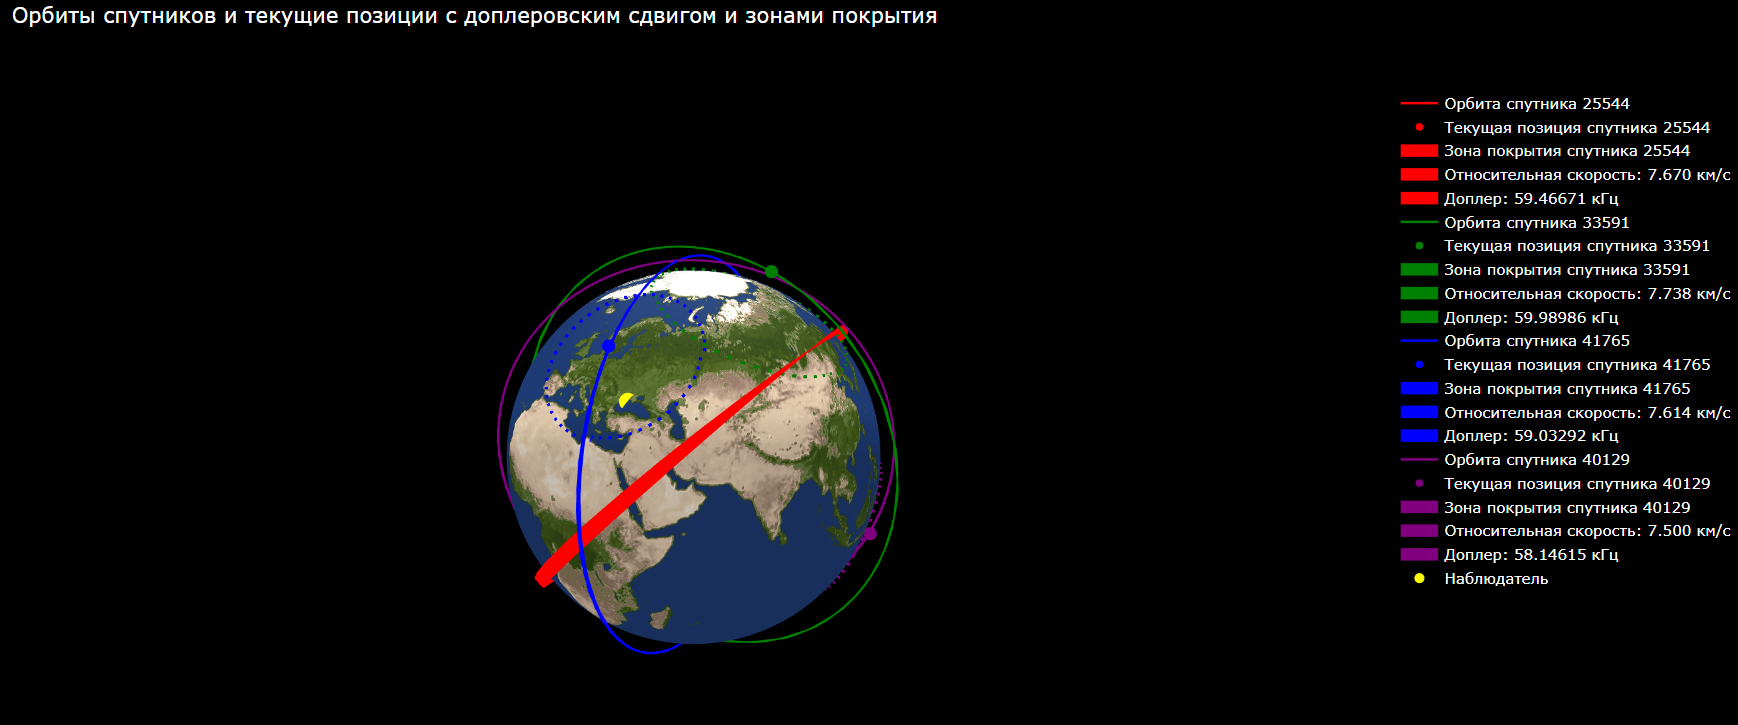 Орбиты спутников и текущие позиции с доплеровским сдвигом и зонами покрытия
Орбита спутника 25544
Текущая позиция спутника 25544
Зона покрытия спутника 25544
Относительная скорость: 7.670 км/с
Доплер: 59.46671 кГц
Орбита спутника 33591
Текущая позиция спутника 33591
Зона покрытия спутника 33591
Относительная скорость: 7.738 км/с
Доплер: 59.98986 кГц
Орбита спутника 41765
Текущая позиция спутника 41765
Зона покрытия спутника 41765
Относительная скорость: 7.614 км/с
Доплер: 59.03292 кГц
Орбита спутника 40129
Текущая позиция спутника 40129
Зона покрытия спутника 40129
Относительная скорость: 7.500 км/с
Доплер: 58.14615 кГц
Наблюдатель